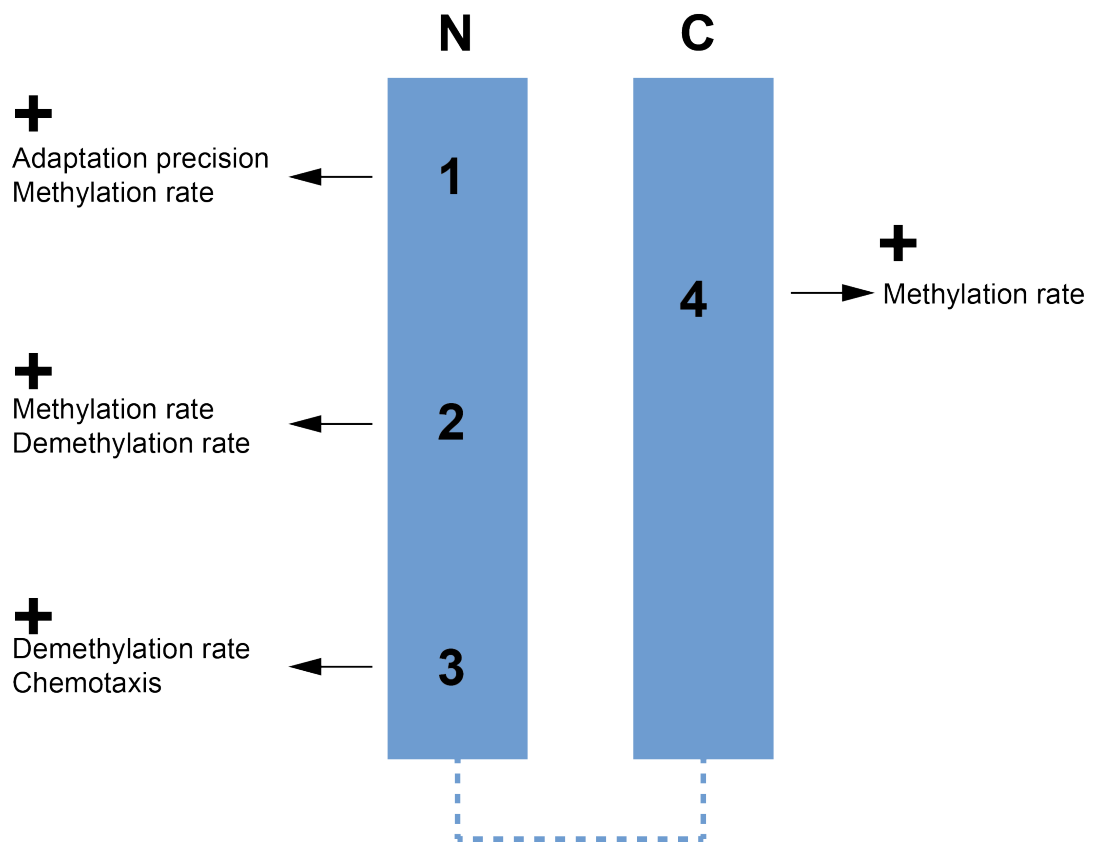 N
C
+
Adaptation precision
Methylation rate
1
+
Methylation rate
4
+
Methylation rate
Demethylation rate
2
+
Demethylation rate
Chemotaxis
3